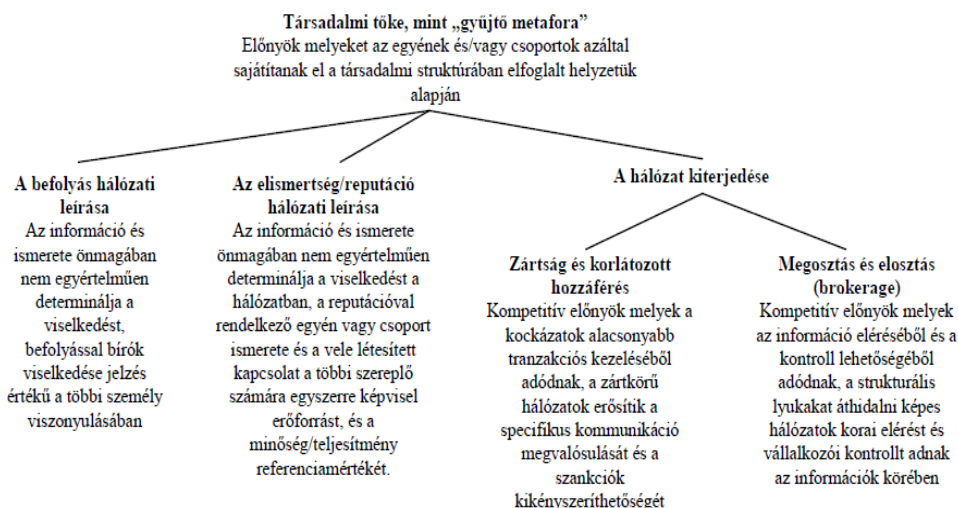 Társadalmi tőke, mint „gyűjtő metafora”
Előnyök melyeket az egyének és/vagy csoportok azáltal
sajátítanak el a társadalmi struktúrában elfoglalt helyzetük
alapján
A befolyás hálózati
leírása
Az információ és
ismerete önmagában
nem egyértelműen
determinálja a
viselkedést,
befolyással bírók
viselkedése jelzés
értékű a többi személy
viszonyulásában
Az elismertség/reputáció
hálózati leírása
Az információ és ismerete
önmagában nem egyértelműen
determinálja a viselkedést a
hálózatban, a reputációval
rendelkező egyén vagy csoport
ismerete és a vele létesített
kapcsolat a többi szereplő
számára egyszerre képvisel
erőforrást, és a
minőség/teljesítmény
referenciamértékét.
A hálózat kiterjedése
Zártság és korlátozott
hozzáférés
Kompetitív előnyök melyek a
kockázatok alacsonyabb
tranzakciós kezeléséből
adódnak, a zártkörű
hálózatok erősítik a
specifikus kommunikáció
megvalósulását és a
szankciók
kikényszeríthetőségét
Megosztás és elosztás
(brokerage)
Kompetitív előnyök melyek
az információ eléréséből és a
kontroll lehetőségéből
adódnak, a strukturális
lyukakat áthidalni képes
hálózatok korai elérést és
vállalkozói kontrollt adnak
az információk körében